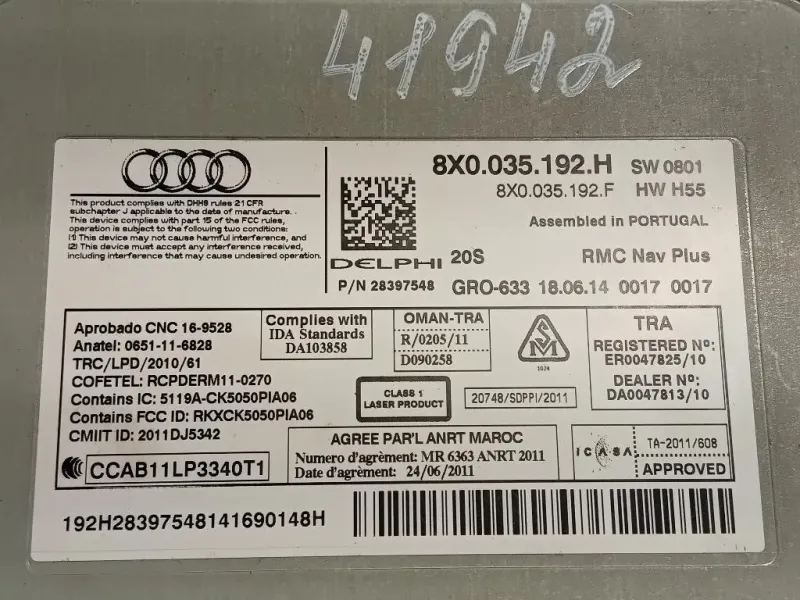 41942
8X0.035.192.H SW 0801
8X0.035.192.F HW H55
Assembled in PORTUGAL
This product complies with DHHS rules 21 CFR
subchapter J applicable to the date of manufacture.
This device complies with part 15 of the FCC rules,
operation is subject to the following two conditions:
(1) This device may not cause harmful interference, and
(2) This device must accept any interference received,
including interference that may cause undesired operation.
DELPHI 20S RMC Nav Plus
P/N 28397548 GRO-633 18.06.14 0017 0017
Aprobado CNC 16-9528
Anatel: 0651-11-6828
TRC/LPD/2010/61
COFETEL: RCPDERM11-0270
Contains IC: 5119A-CK5050PIA06
Contains FCC ID: RKXCK5050PIA06
CMIIT ID: 2011DJ5342
CCAB11LP3340T1
Complies with
IDA Standards
DA103858
OMAN-TRA
R/0205/11
D090258
CLASS 1
LASER PRODUCT
SM
1024
20748/SDPPI/2011
TRA
REGISTERED Nº:
ER0047825/10
DEALER Nº:
DA0047813/10
AGREE PAR'L ANRT MAROC
Numero d'agrément: MR 6363 ANRT 2011
Date d'agrément: 24/06/2011
ICASA
TA-2011/608
APPROVED
192H28397548141690148H